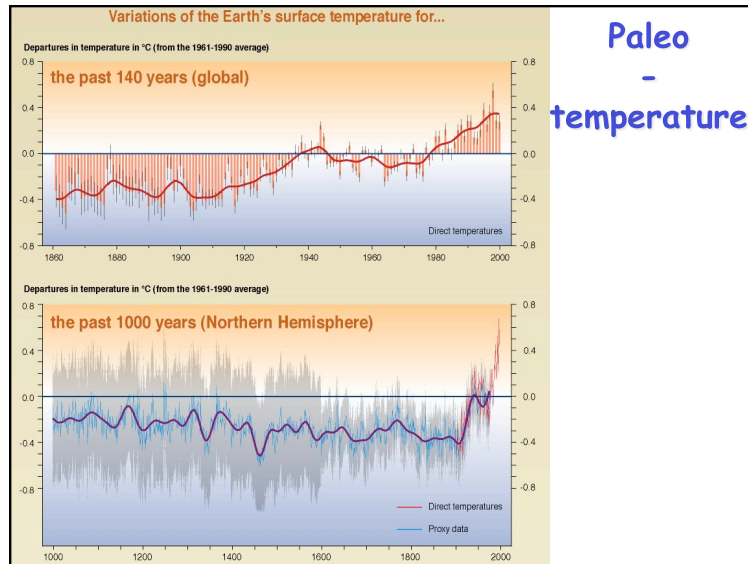 Variations of the Earth's surface temperature for...
Paleo
-
temperature
Departures in temperature in °C (from the 1961-1990 average)
the past 140 years (global)
0.8 0.8
0.4 0.4
0.0 0.0
-0.4 -0.4
-0.8 -0.8
Direct temperatures
1860 1880 1900 1920 1940 1960 1980 2000
Departures in temperature in °C (from the 1961-1990 average)
the past 1000 years (Northern Hemisphere)
0.8 0.8
0.4 0.4
0.0 0.0
-0.4 -0.4
-0.8 -0.8
Direct temperatures
Proxy data
1000 1200 1400 1600 1800 2000